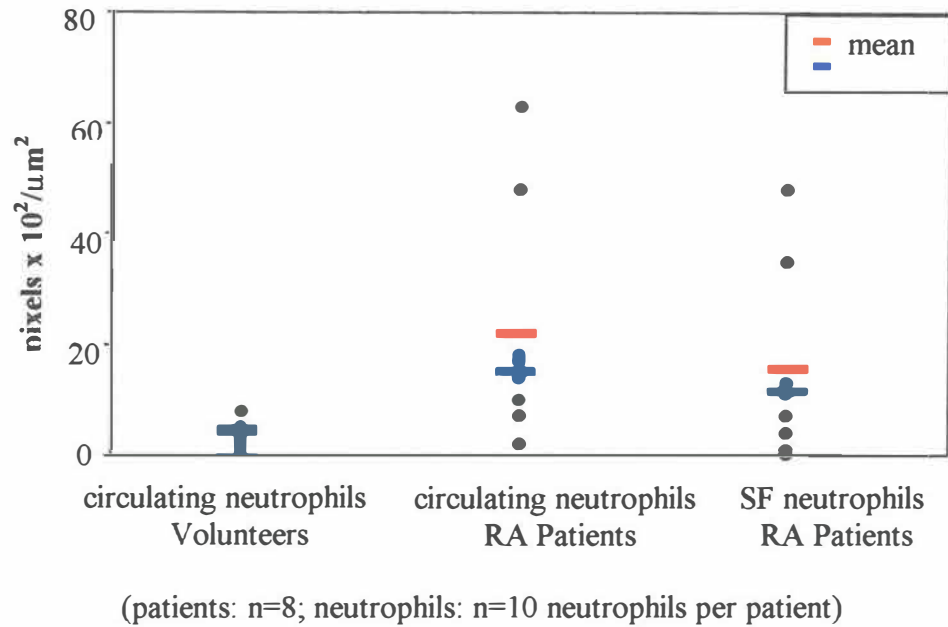 80
60
40
20
0
pixels x 10²/um²
mean
circulating neutrophils
Volunteers
circulating neutrophils
RA Patients
SF neutrophils
RA Patients
(patients: n=8; neutrophils: n=10 neutrophils per patient)